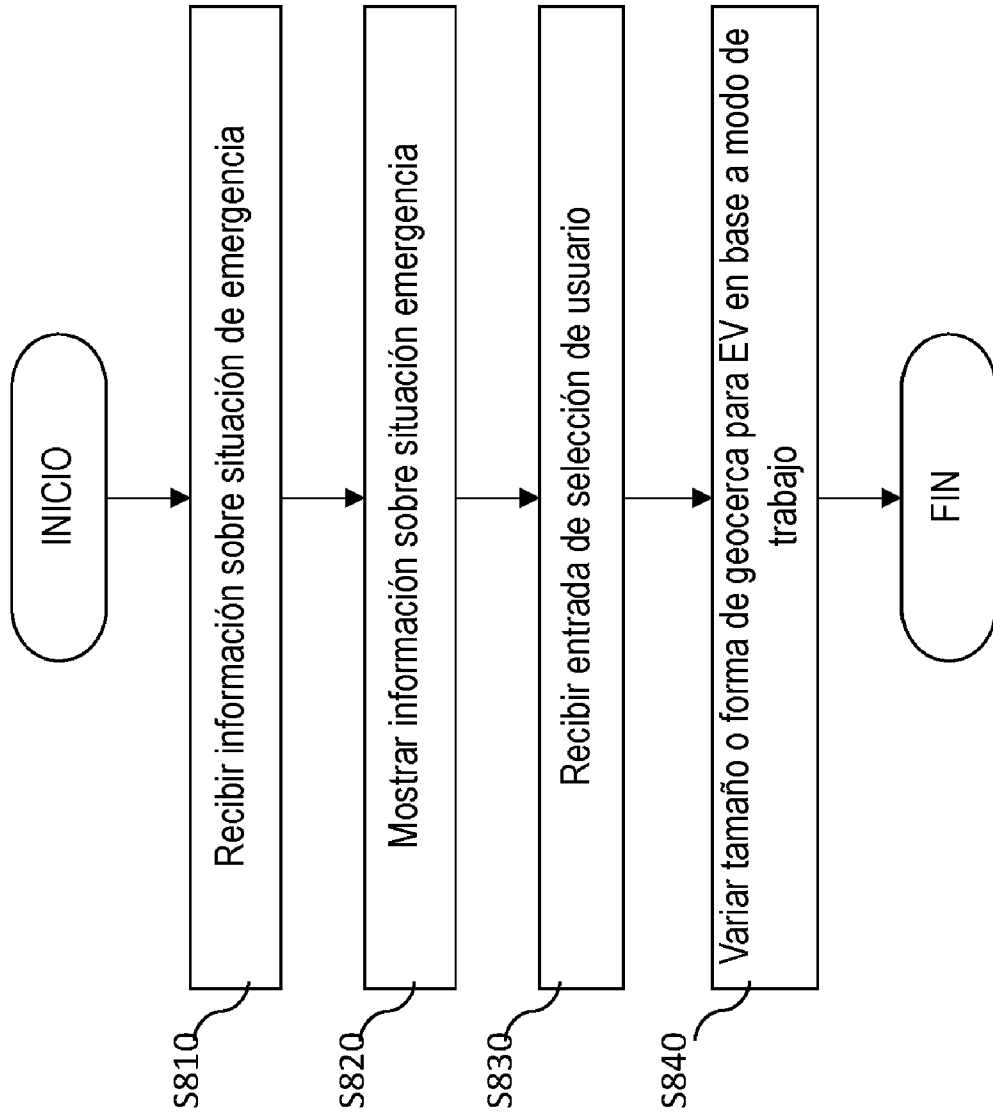 INICIO
S810
Recibir información sobre situación de emergencia
S820
Mostrar información sobre situación emergencia
S830
Recibir entrada de selección de usuario
S840
Variar tamaño o forma de geocerca para EV en base a modo de
trabajo
FIN